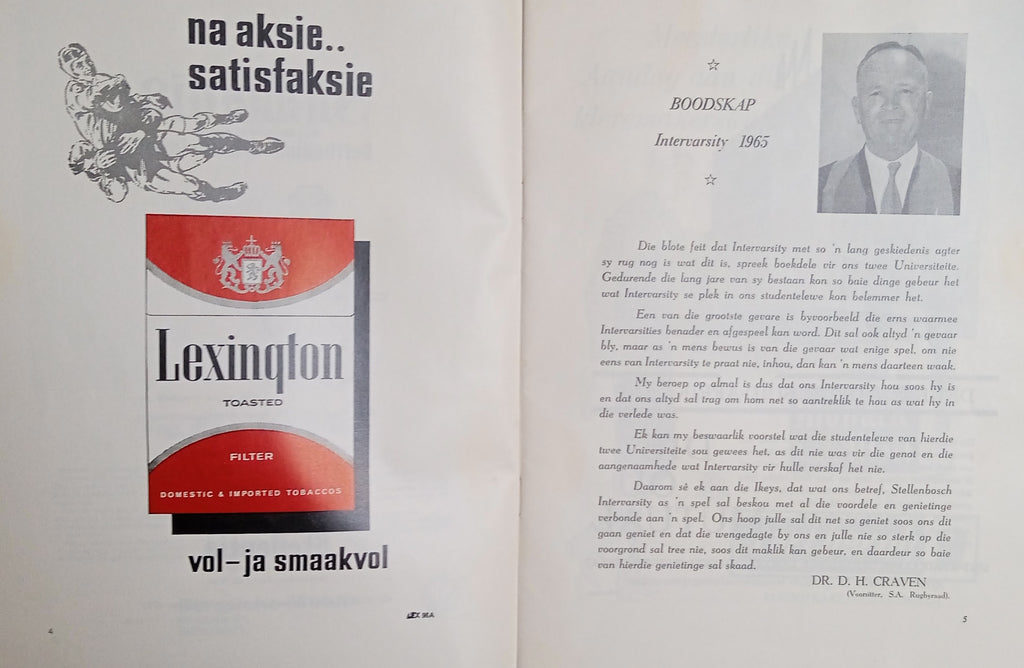 na aksie..
satisfaksie
Lexington
TOASTED
FILTER
DOMESTIC & IMPORTED TOBACCOS
vol-ja smaakvol
4
BOODSKAP
Intervarsity 1965
Die blote feit dat Intervarsity met so 'n lang geskiedenis agter
sy rug nog is wat dit is, spreek boekdele vir ons twee Universiteite.
Gedurende die lang jare van sy bestaan kon so baie dinge gebeur het
wat Intervarsity se plek in ons studentelewe kon belemmer het.
Een van die grootste gevare is byvoorbeeld die erns waarmee
Intervarsities benader en afgespeel kan word. Dit sal ook altyd 'n gevaar
bly, maar as 'n mens bewus is van die gevaar wat enige spel, om nie
eens van Intervarsity te praat nie, inhou, dan kan 'n mens daarteen waak.
My beroep op almal is dus dat ons Intervarsity hou soos hy is
en dat ons altyd sal trag om hom net so aantreklik te hou as wat hy in
die verlede was.
Ek kan my beswaarlik voorstel wat die studentelewe van hierdie
twee Universiteite sou gewees het, as dit nie was vir die genot en die
aangenaamhede wat Intervarsity vir hulle verskaf het nie.
Daarom sê ek aan die Ikeys, dat wat ons betref, Stellenbosch
Intervarsity as 'n spel sal beskou met al die voordele en genietinge
verbonde aan 'n spel. Ons hoop julle sal dit net so geniet soos ons dit
gaan geniet en dat die wengedagte by ons en julle nie so sterk op die
voorgrond sal tree nie, soos dit maklik kan gebeur, en daardeur so baie
van hierdie genietinge sal skaad.
DR. D. H. CRAVEN
(Voorsitter, S.A. Rugbyraad).
5